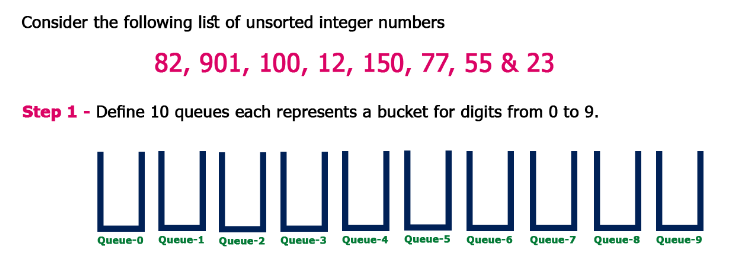 Consider the following list of unsorted integer numbers
82, 901, 100, 12, 150, 77, 55 & 23
Step 1 - Define 10 queues each represents a bucket for digits from 0 to 9.
Queue-0 Queue-1 Queue-2 Queue-3 Queue-4 Queue-5 Queue-6 Queue-7 Queue-8 Queue-9